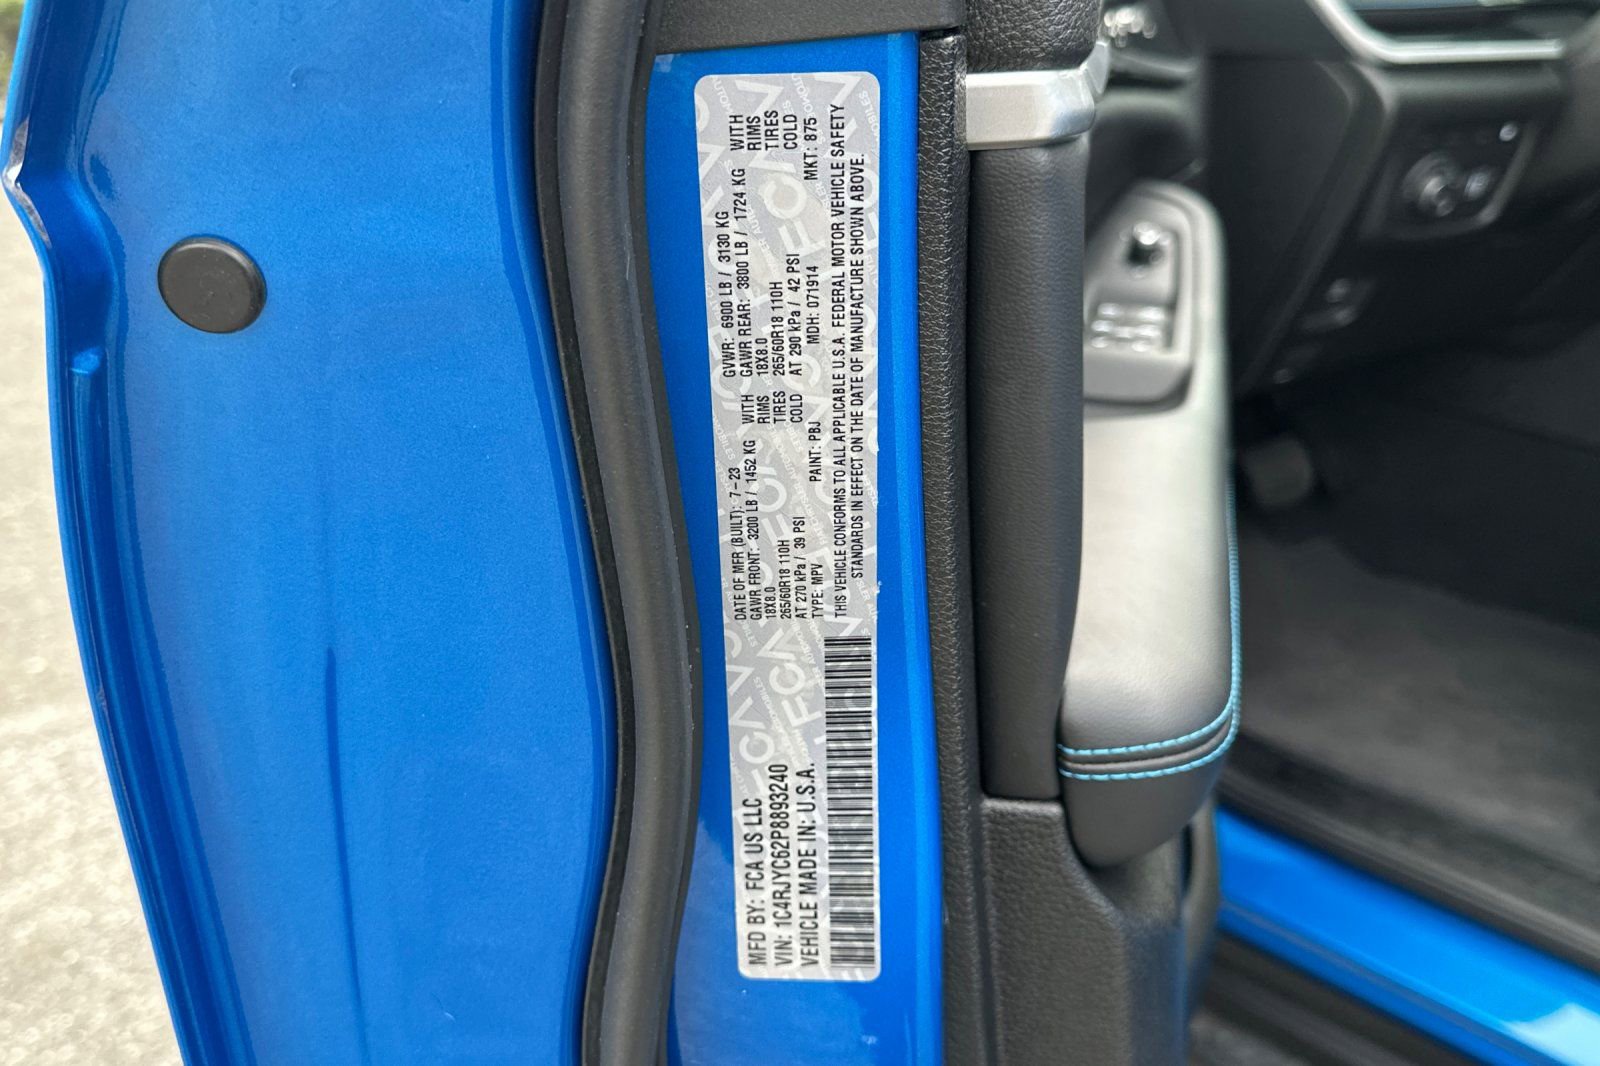 MFD BY: FCA US LLC
VIN: 1C4RJYC62P8893240
VEHICLE MADE IN: U.S.A.
DATE OF MFR (BUILT): 7-23 GVWR: 6900 LB / 3130 KG
GAWR FRONT: 3200 LB / 1452 KG WITH GAWR REAR: 3800 LB / 1724 KG WITH
18X8.0 RIMS 18X8.0 RIMS
265/60R18 110H TIRES 265/60R18 110H TIRES
AT 270 kPa / 39 PSI COLD AT 290 kPa / 42 PSI COLD
TYPE: MPV PAINT: PBJ MDH: 071914 MKT: 875
THIS VEHICLE CONFORMS TO ALL APPLICABLE U.S.A. FEDERAL MOTOR VEHICLE SAFETY
STANDARDS IN EFFECT ON THE DATE OF MANUFACTURE SHOWN ABOVE.
FCA